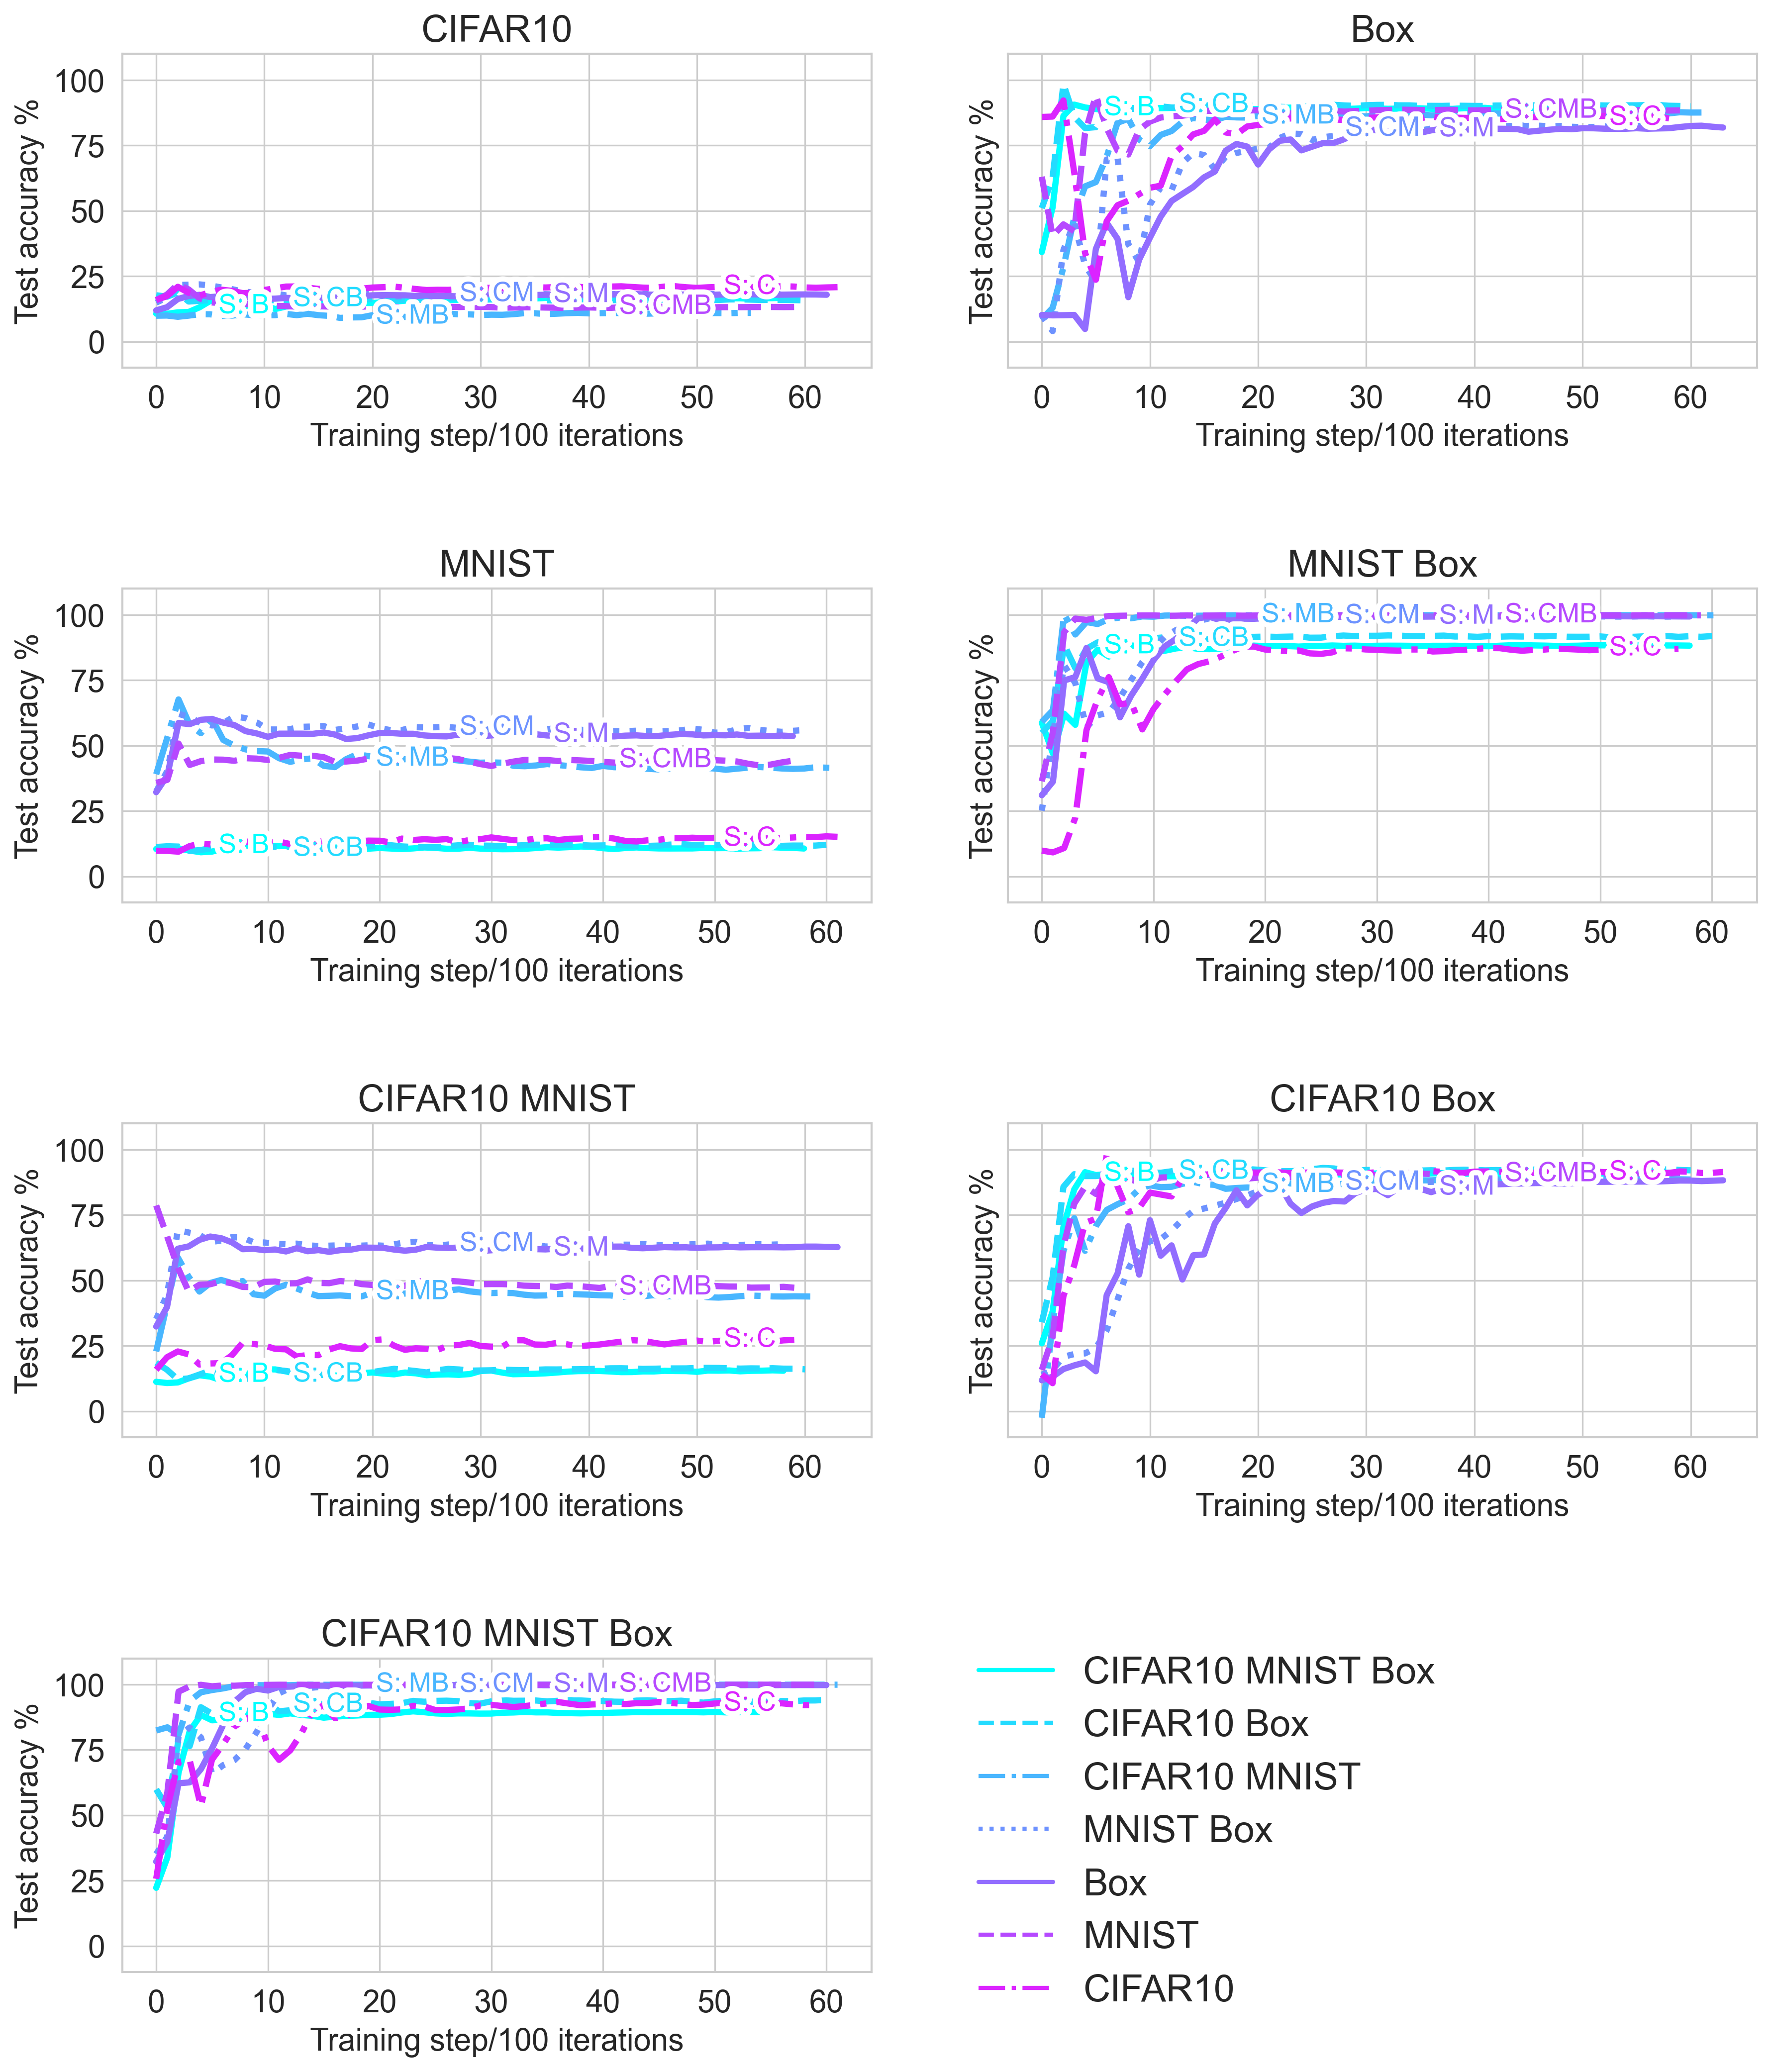 CIFAR10
Test accuracy %
100
75
50
25
0
S: B
S: CB
S: MB
S: CM
S: M
S: CMB
S: C
0 10 20 30 40 50 60
Training step/100 iterations
Box
Test accuracy %
S: B
S: CB
S: MB
S: CM
S: M
S: CMB
S: C
0 10 20 30 40 50 60
Training step/100 iterations
MNIST
Test accuracy %
100
75
50
25
0
S: B
S: CB
S: MB
S: CM
S: M
S: CMB
S: C
0 10 20 30 40 50 60
Training step/100 iterations
MNIST Box
Test accuracy %
S: B
S: CB
S: MB
S: CM
S: M
S: CMB
S: C
0 10 20 30 40 50 60
Training step/100 iterations
CIFAR10 MNIST
Test accuracy %
100
75
50
25
0
S: B
S: CB
S: MB
S: CM
S: M
S: CMB
S: C
0 10 20 30 40 50 60
Training step/100 iterations
CIFAR10 Box
Test accuracy %
S: B
S: CB
S: MB
S: CM
S: M
S: CMB
S: C
0 10 20 30 40 50 60
Training step/100 iterations
CIFAR10 MNIST Box
Test accuracy %
100
75
50
25
0
S: B
S: CB
S: MB
S: CM
S: M
S: CMB
S: C
0 10 20 30 40 50 60
Training step/100 iterations
CIFAR10 MNIST Box
CIFAR10 Box
CIFAR10 MNIST
MNIST Box
Box
MNIST
CIFAR10